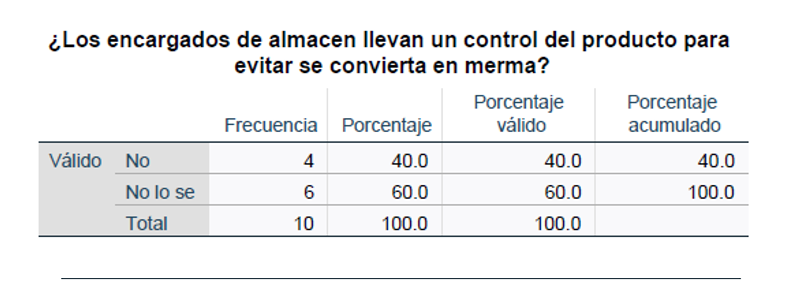 ¿Los encargados de almacen llevan un control del producto para
evitar se convierta en merma?
Frecuencia Porcentaje Porcentaje válido Porcentaje acumulado
Válido No 4 40.0 40.0 40.0
No lo se 6 60.0 60.0 100.0
Total 10 100.0 100.0